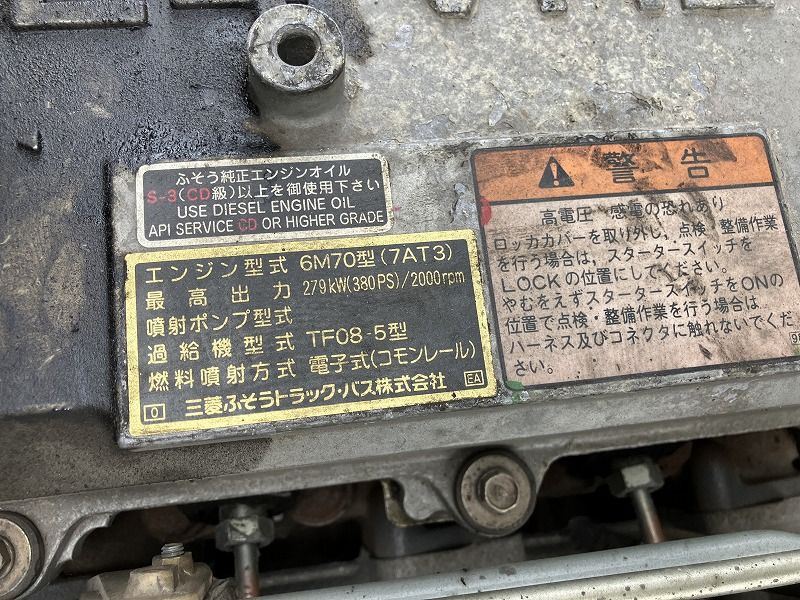 ふそう純正エンジンオイル
S-3(CD級)以上を御使用下さい
USE DIESEL ENGINE OIL
API SERVICE CD OR HIGHER GRADE
エンジン型式 6M70型(7AT3)
最高出力 279kW(380PS)/2000rpm
噴射ポンプ型式
過給機型式 TF08-5型
燃料噴射方式 電子式(コモンレール)
0 三菱ふそうトラック・バス株式会社 EA
警告
高電圧 感電の恐れあり
ロッカカバーを取り外し,点検・整備作業
を行う場合は,スタータースイッチを
LOCKの位置にしてください。
やむをえずスタータースイッチをONの
位置で点検・整備作業を行う場合は
ハーネス及びコネクタに触れないでくだ
さい。